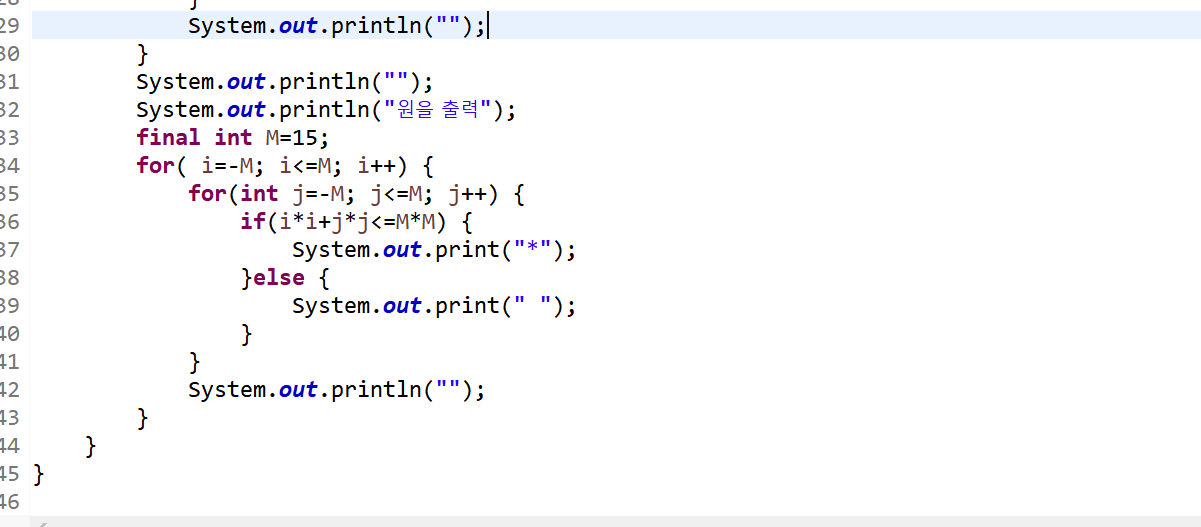 }
29 System.out.println("");
30 }
31 System.out.println("");
32 System.out.println("원을 출력");
33 final int M=15;
34 for( i=-M; i<=M; i++) {
35 for(int j=-M; j<=M; j++) {
36 if(i*i+j*j<=M*M) {
37 System.out.print("*");
38 }else {
39 System.out.print(" ");
40 }
41 }
42 System.out.println("");
43 }
44 }
45 }
46